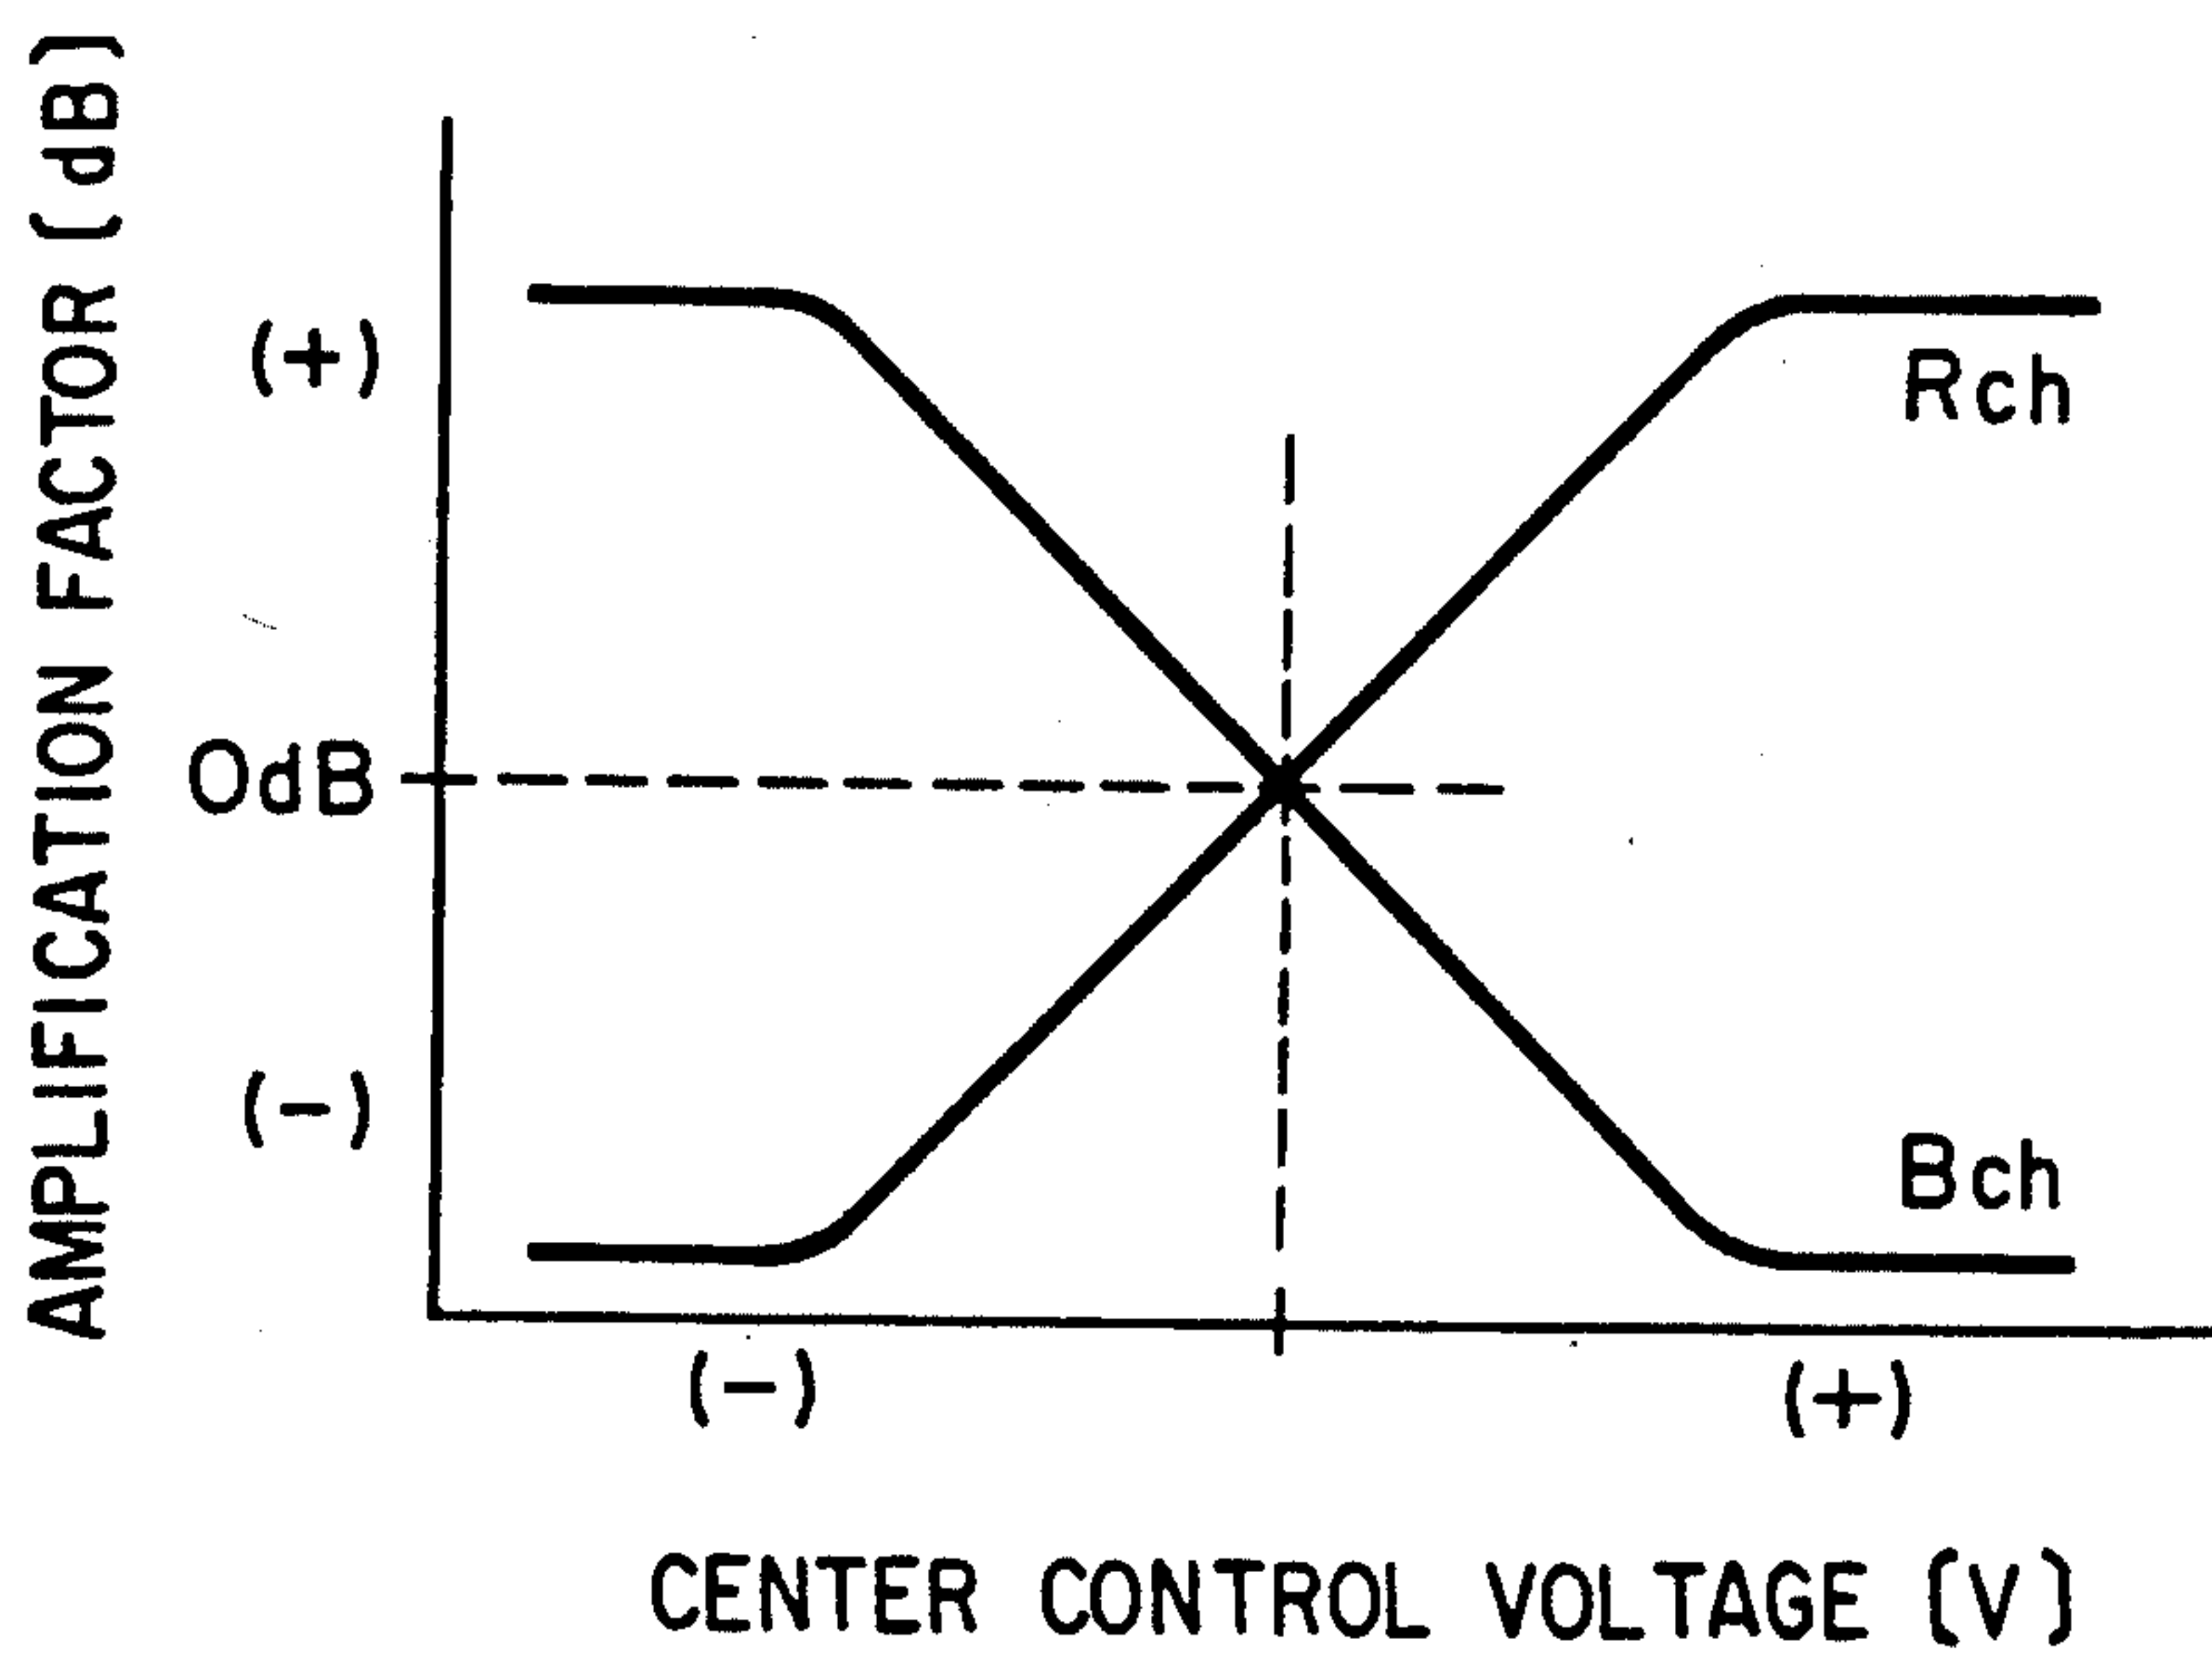 AMPLIFICATION FACTOR (dB)
(+)
Rch
OdB
(-)
Bch
(-)
(+)
CENTER CONTROL VOLTAGE (V)